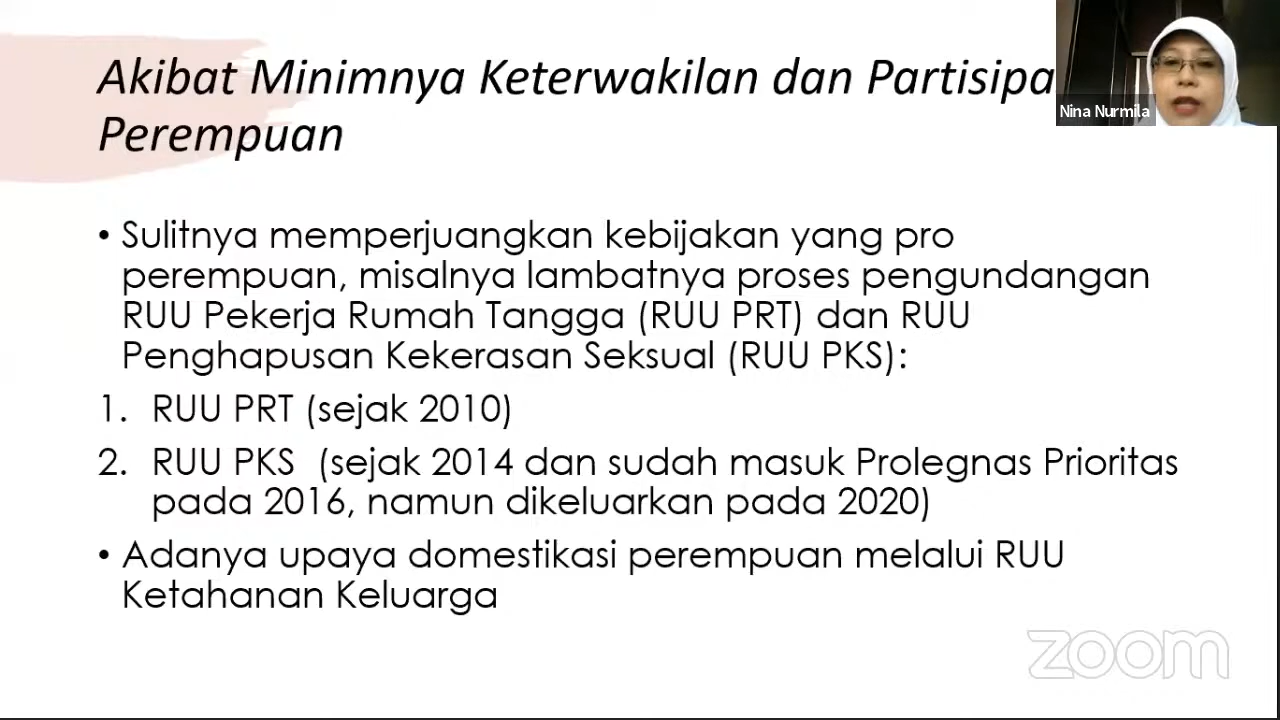 Akibat Minimnya Keterwakilan dan Partisipa
Perempuan
Nina Nurmila
• Sulitnya memperjuangkan kebijakan yang pro
perempuan, misalnya lambatnya proses pengundangan
RUU Pekerja Rumah Tangga (RUU PRT) dan RUU
Penghapusan Kekerasan Seksual (RUU PKS):
1. RUU PRT (sejak 2010)
2. RUU PKS (sejak 2014 dan sudah masuk Prolegnas Prioritas
pada 2016, namun dikeluarkan pada 2020)
• Adanya upaya domestikasi perempuan melalui RUU
Ketahanan Keluarga
zoom